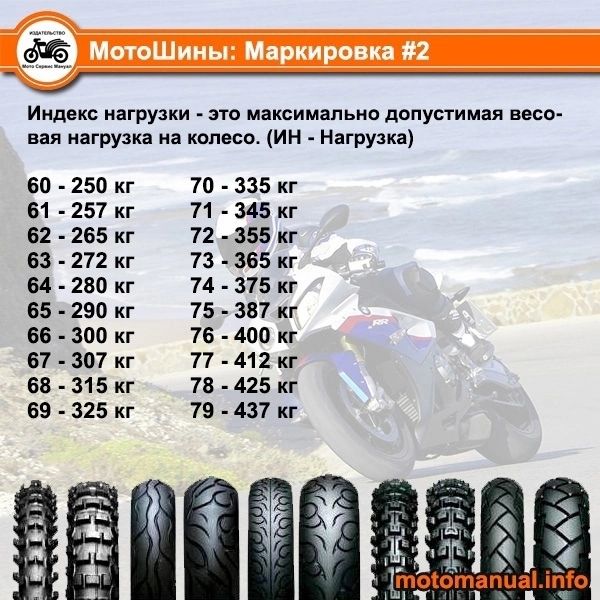 ИЗДАТЕЛЬСТВО
Мото Сервис Мануал
МотоШины: Маркировка #2
Индекс нагрузки - это максимально допустимая весо-
вая нагрузка на колесо. (ИН - Нагрузка)
60 - 250 кг
61 - 257 кг
62 - 265 кг
63 - 272 кг
64 - 280 кг
65 - 290 кг
66 - 300 кг
67 - 307 кг
68 - 315 кг
69 - 325 кг
70 - 335 кг
71 - 345 кг
72 - 355 кг
73 - 365 кг
74 - 375 кг
75 - 387 кг
76 - 400 кг
77 - 412 кг
78 - 425 кг
79 - 437 кг
RR
motomanual.info